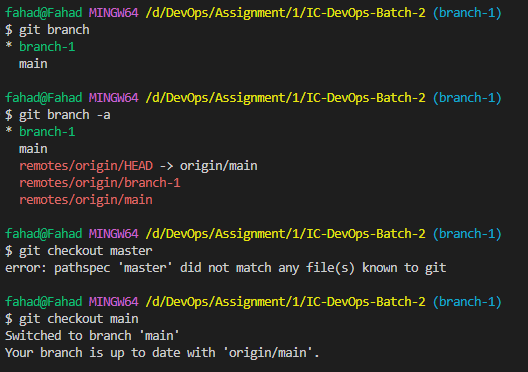 fahad@Fahad MINGW64 /d/DevOps/Assignment/1/IC-DevOps-Batch-2 (branch-1)
$ git branch
* branch-1
  main
fahad@Fahad MINGW64 /d/DevOps/Assignment/1/IC-DevOps-Batch-2 (branch-1)
$ git branch -a
* branch-1
  main
  remotes/origin/HEAD -> origin/main
  remotes/origin/branch-1
  remotes/origin/main
fahad@Fahad MINGW64 /d/DevOps/Assignment/1/IC-DevOps-Batch-2 (branch-1)
$ git checkout master
error: pathspec 'master' did not match any file(s) known to git
fahad@Fahad MINGW64 /d/DevOps/Assignment/1/IC-DevOps-Batch-2 (branch-1)
$ git checkout main
Switched to branch 'main'
Your branch is up to date with 'origin/main'.